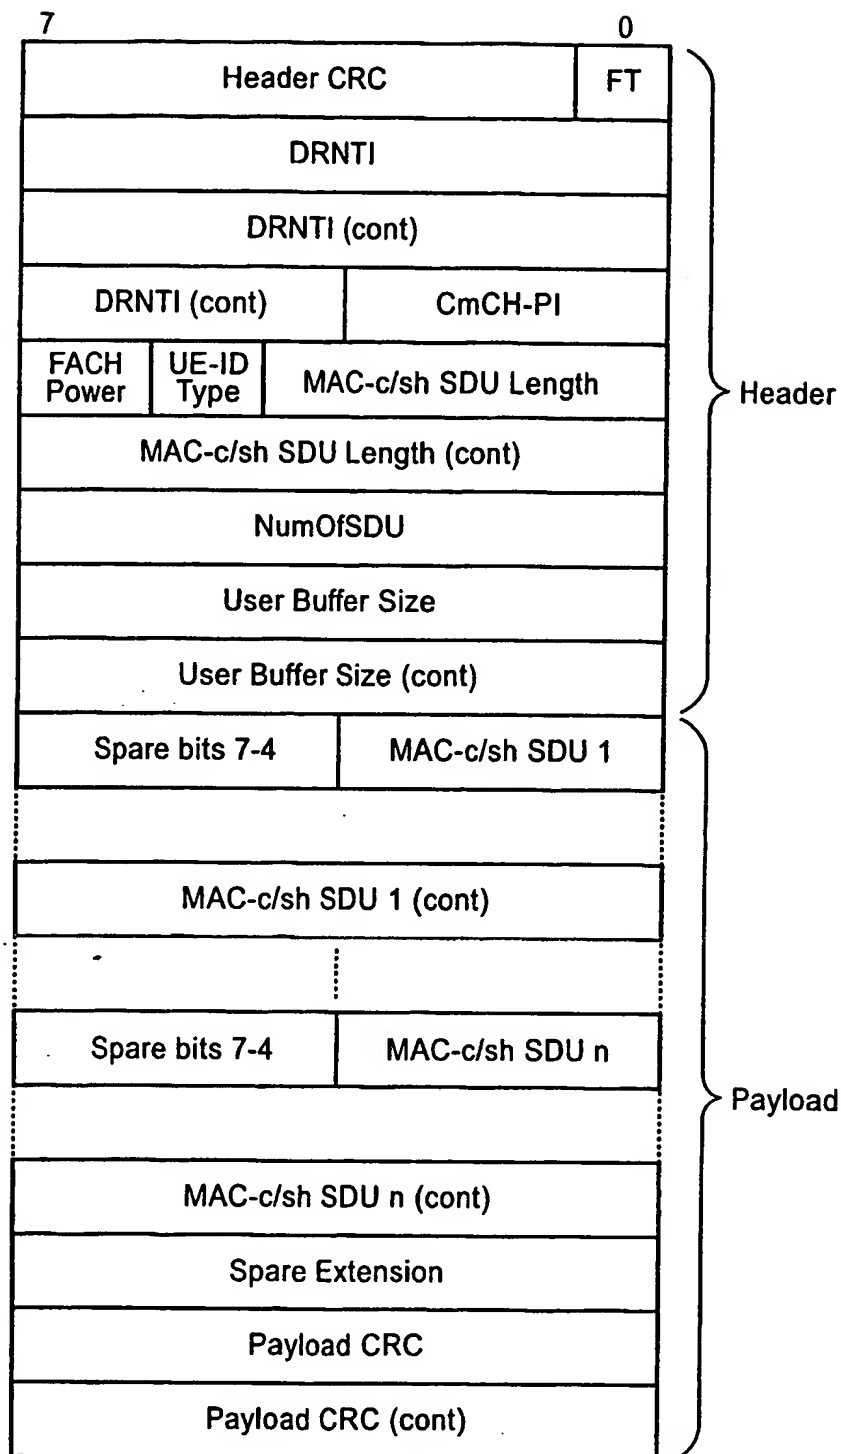 7 0
Header CRC FT
DRNTI
DRNTI (cont)
DRNTI (cont) CmCH-PI
FACH Power UE-ID Type MAC-c/sh SDU Length
Header
MAC-c/sh SDU Length (cont)
NumOfSDU
User Buffer Size
User Buffer Size (cont)
Spare bits 7-4 MAC-c/sh SDU 1
MAC-c/sh SDU 1 (cont)
Spare bits 7-4 MAC-c/sh SDU n
Payload
MAC-c/sh SDU n (cont)
Spare Extension
Payload CRC
Payload CRC (cont)